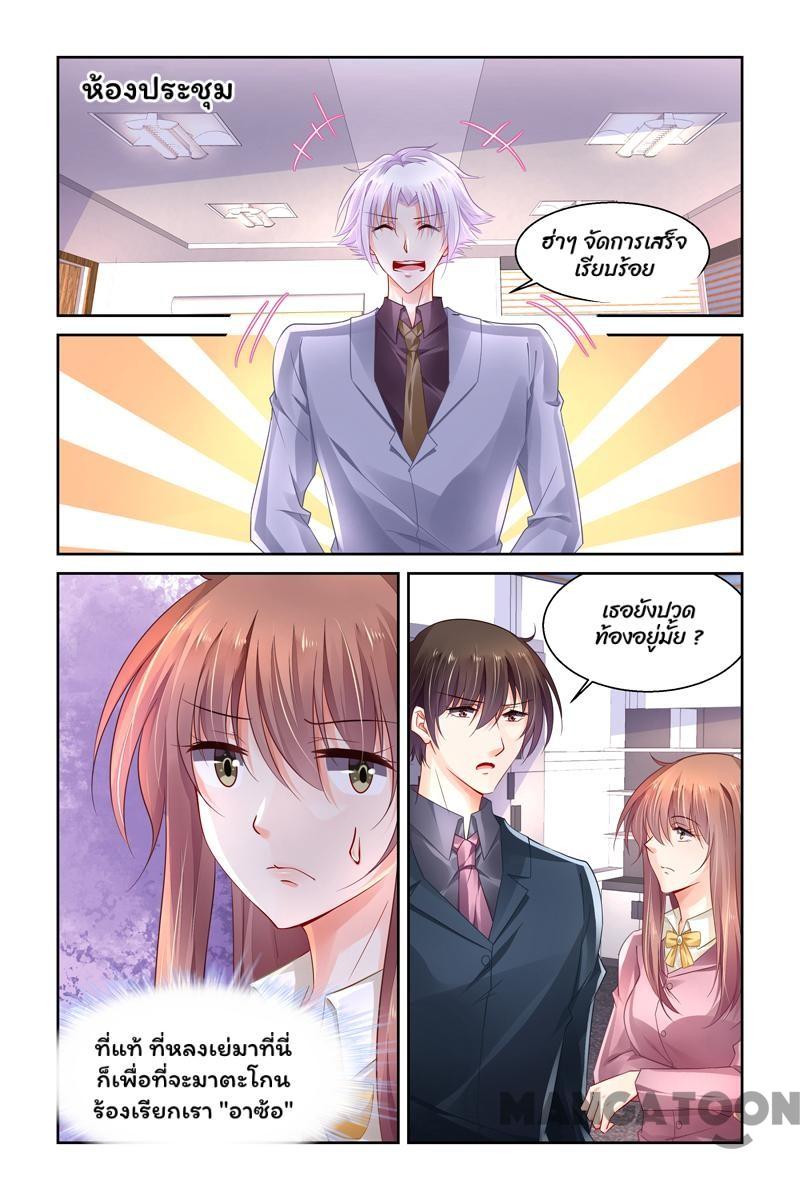 ห้องประชุม
ฮ่าๆ จัดการเสร็จ
เรียบร้อย
เธอยังปวด
ท้องอยู่มั้ย ?
ที่แท้ ที่หลงเย่มาที่นี่
ก็เพื่อที่จะมาตะโกน
ร้องเรียกเรา "อาซ้อ"
MANGATOON